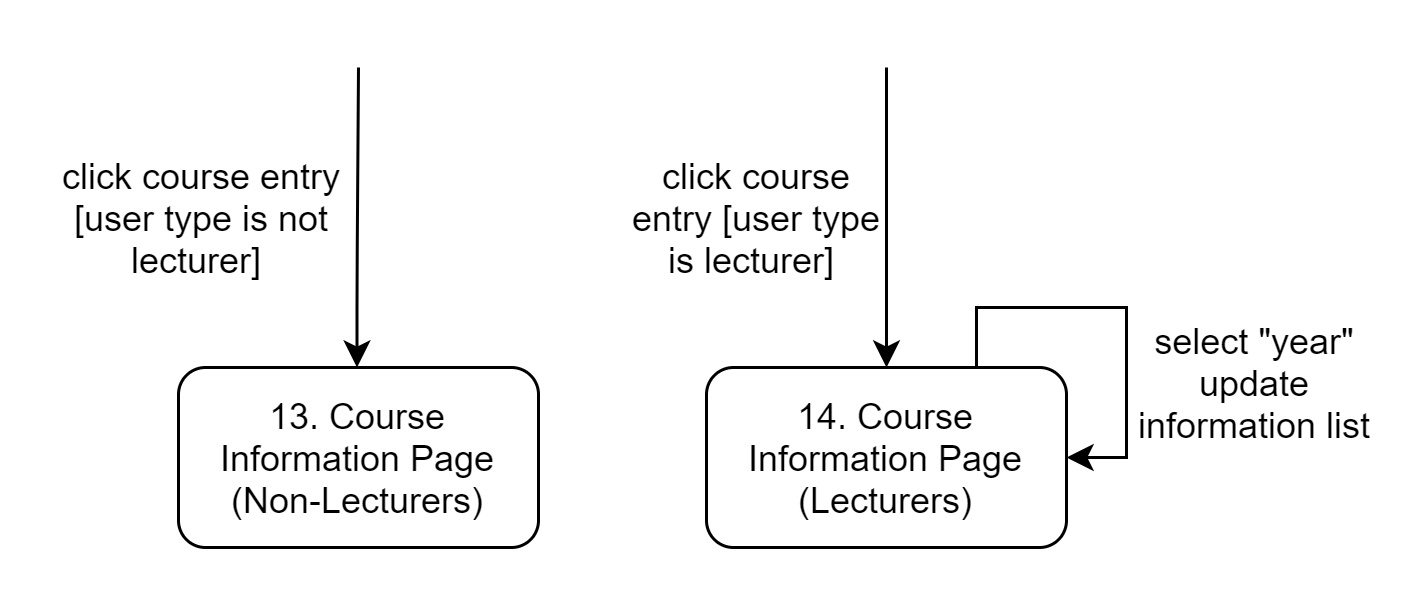 click course entry
[user type is not
lecturer]
click course
entry [user type
is lecturer]
select "year"
update
information list
13. Course
Information Page
(Non-Lecturers)
14. Course
Information Page
(Lecturers)